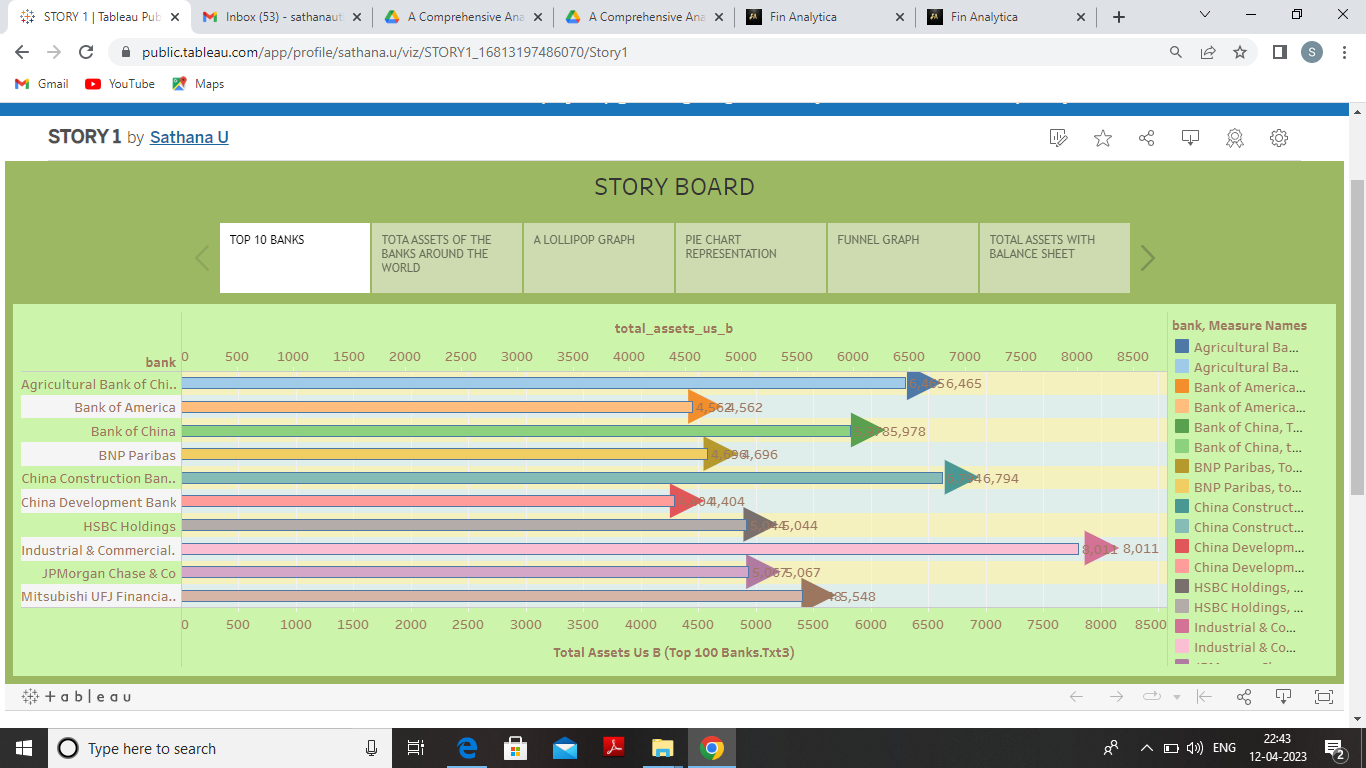 STORY 1 | Tableau Pub
Inbox (53) - sathanaut
A Comprehensive Ana
A Comprehensive Ana
Fin Analytica
Fin Analytica
public.tableau.com/app/profile/sathana.u/viz/STORY1_16813197486070/Story1
S
Gmail
YouTube
Maps
STORY 1 by Sathana U
STORY BOARD
TOP 10 BANKS
TOTA ASSETS OF THE
BANKS AROUND THE
WORLD
A LOLLIPOP GRAPH
PIE CHART
REPRESENTATION
FUNNEL GRAPH
TOTAL ASSETS WITH
BALANCE SHEET
total_assets_us_b
bank
0 500 1000 1500 2000 2500 3000 3500 4000 4500 5000 5500 6000 6500 7000 7500 8000 8500
Agricultural Bank of Chi.. 6,465
Bank of America 4,562 4,562
Bank of China 5,978
BNP Paribas 4,696 4,696
China Construction Ban.. 6,794
China Development Bank 4,404
HSBC Holdings 5,044 5,044
Industrial & Commercial. 8,011 8,011
JPMorgan Chase & Co 5,067 5,067
Mitsubishi UFJ Financia.. 5,548
0 500 1000 1500 2000 2500 3000 3500 4000 4500 5000 5500 6000 6500 7000 7500 8000 8500
Total Assets Us B (Top 100 Banks.Txt3)
bank, Measure Names
Agricultural Ba...
Agricultural Ba...
Bank of America...
Bank of America...
Bank of China, T...
Bank of China, t...
BNP Paribas, To...
BNP Paribas, to...
China Construct...
China Construct...
China Developm...
China Developm...
HSBC Holdings, ...
HSBC Holdings, ...
Industrial & Co...
Industrial & Co...
+ a b l e a u
Type here to search
ENG
22:43
12-04-2023
2